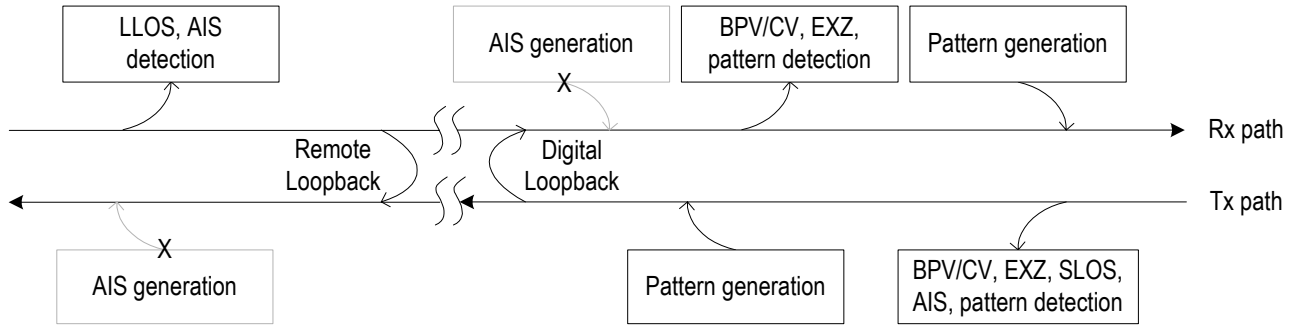 LLOS, AIS
detection
AIS generation
BPV/CV, EXZ,
pattern detection
Pattern generation
X
Rx path
Remote
Loopback
Digital
Loopback
Tx path
X
AIS generation
Pattern generation
BPV/CV, EXZ, SLOS,
AIS, pattern detection